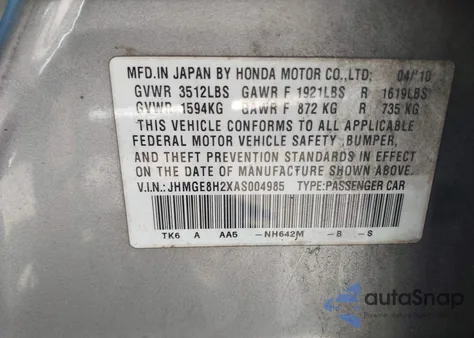 MFD.IN JAPAN BY HONDA MOTOR CO.,LTD; 04/'10
GVWR 3512LBS GAWR F 1921LBS R 1619LBS
GVWR 1594KG GAWR F 872 KG R 735 KG
THIS VEHICLE CONFORMS TO ALL APPLICABLE
FEDERAL MOTOR VEHICLE SAFETY ,BUMPER,
AND THEFT PREVENTION STANDARDS IN EFFECT
ON THE DATE OF MANUFACTURE SHOWN ABOVE.
V.I.N.: JHMGE8H2XAS004985 TYPE:PASSENGER CAR
TK6 A AA5 -NH642M -B -S
autoSnap